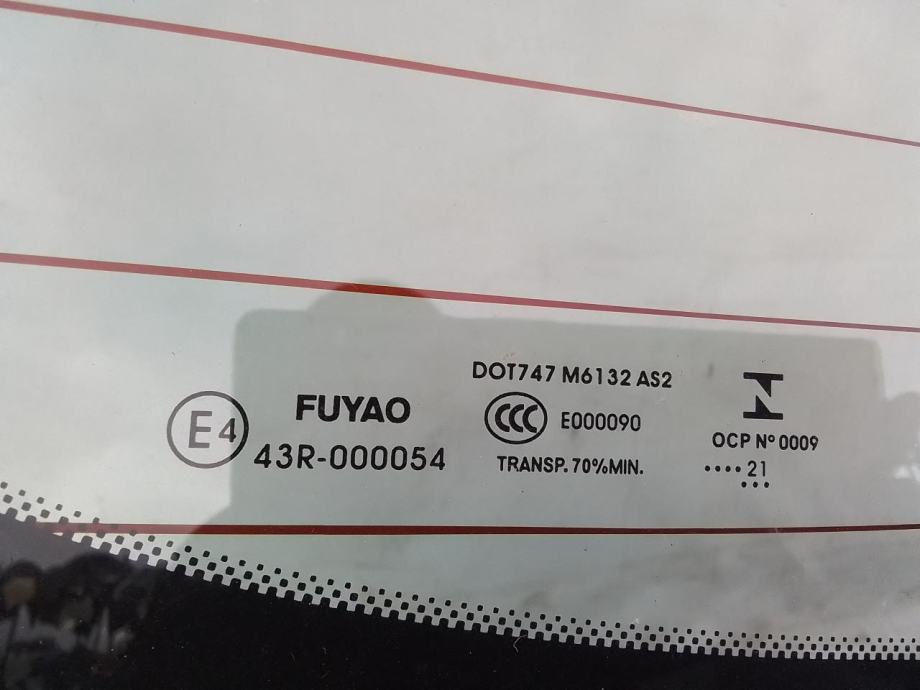 E4
FUYAO
43R-000054
DOT747 M6132 AS2
CCC E000090
TRANSP. 70%MIN.
OCP Nº 0009
•••• 21
•••